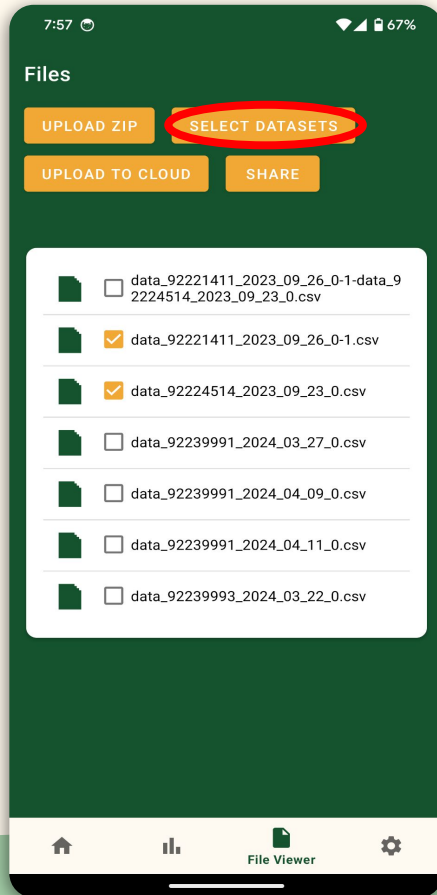 7:57 67%
Files
UPLOAD ZIP SELECT DATASETS
UPLOAD TO CLOUD SHARE
data_92221411_2023_09_26_0-1-data_9
2224514_2023_09_23_0.csv
data_92221411_2023_09_26_0-1.csv
data_92224514_2023_09_23_0.csv
data_92239991_2024_03_27_0.csv
data_92239991_2024_04_09_0.csv
data_92239991_2024_04_11_0.csv
data_92239993_2024_03_22_0.csv
File Viewer